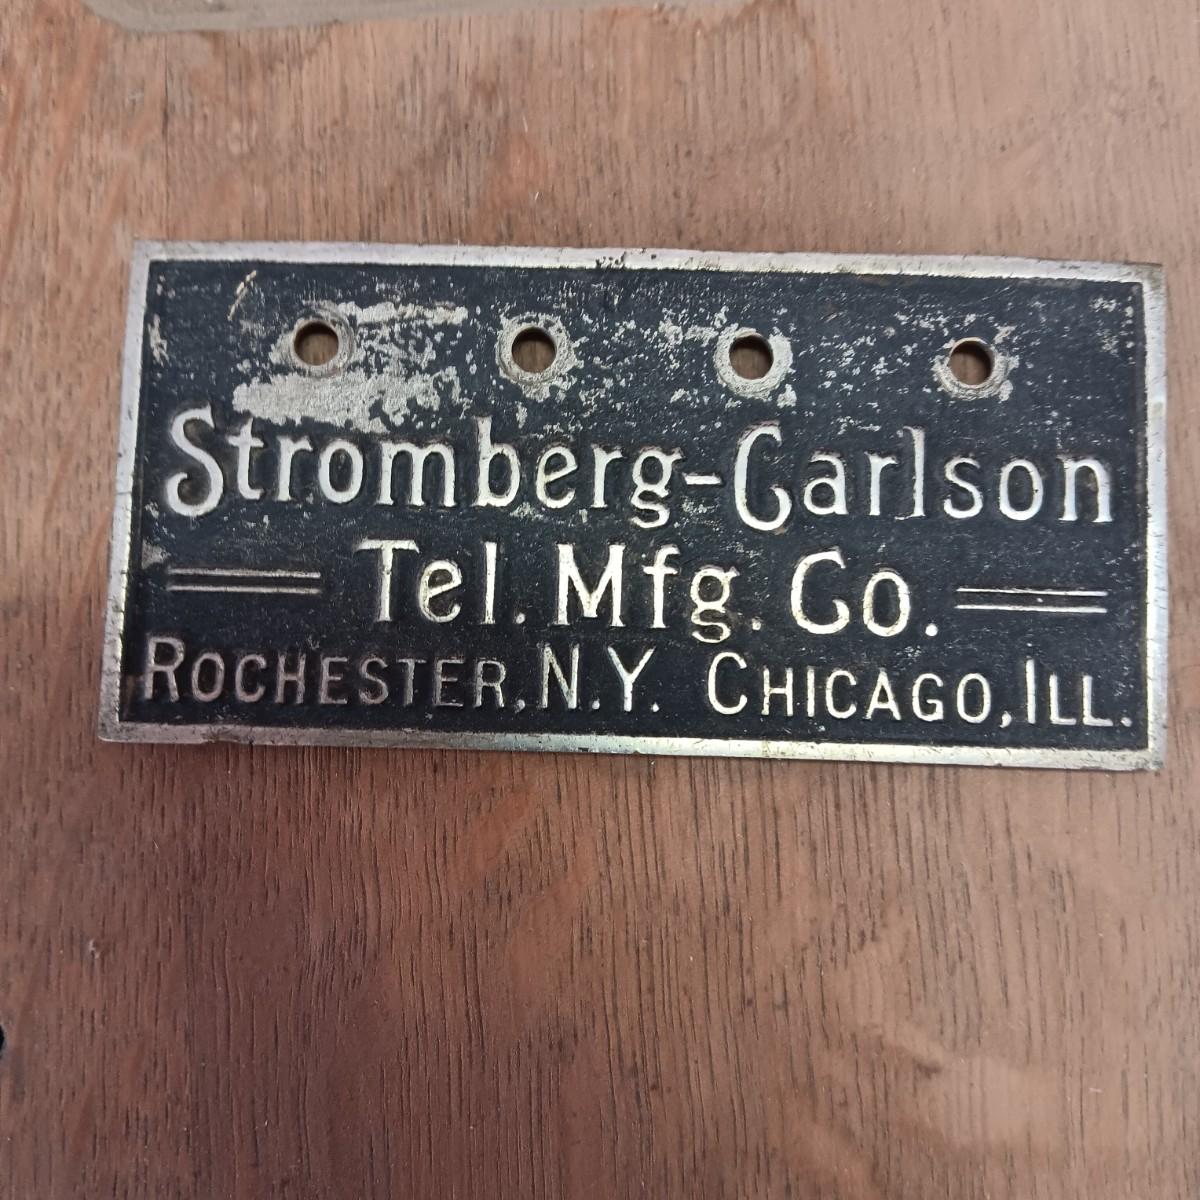 Stromberg-Carlson
Tel. Mfg. Co.
ROCHESTER, N.Y. CHICAGO, ILL.